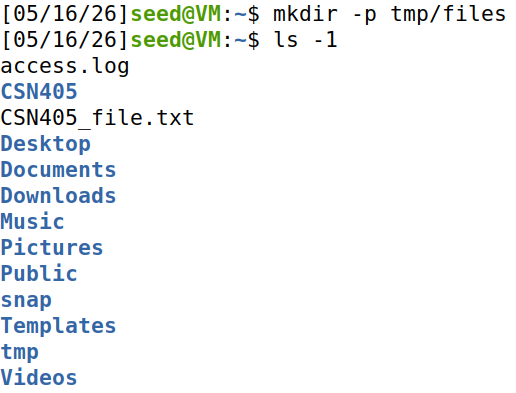 [05/16/26]seed@VM:~$ mkdir -p tmp/files
[05/16/26]seed@VM:~$ ls -1
access.log
CSN405
CSN405_file.txt
Desktop
Documents
Downloads
Music
Pictures
Public
snap
Templates
tmp
Videos